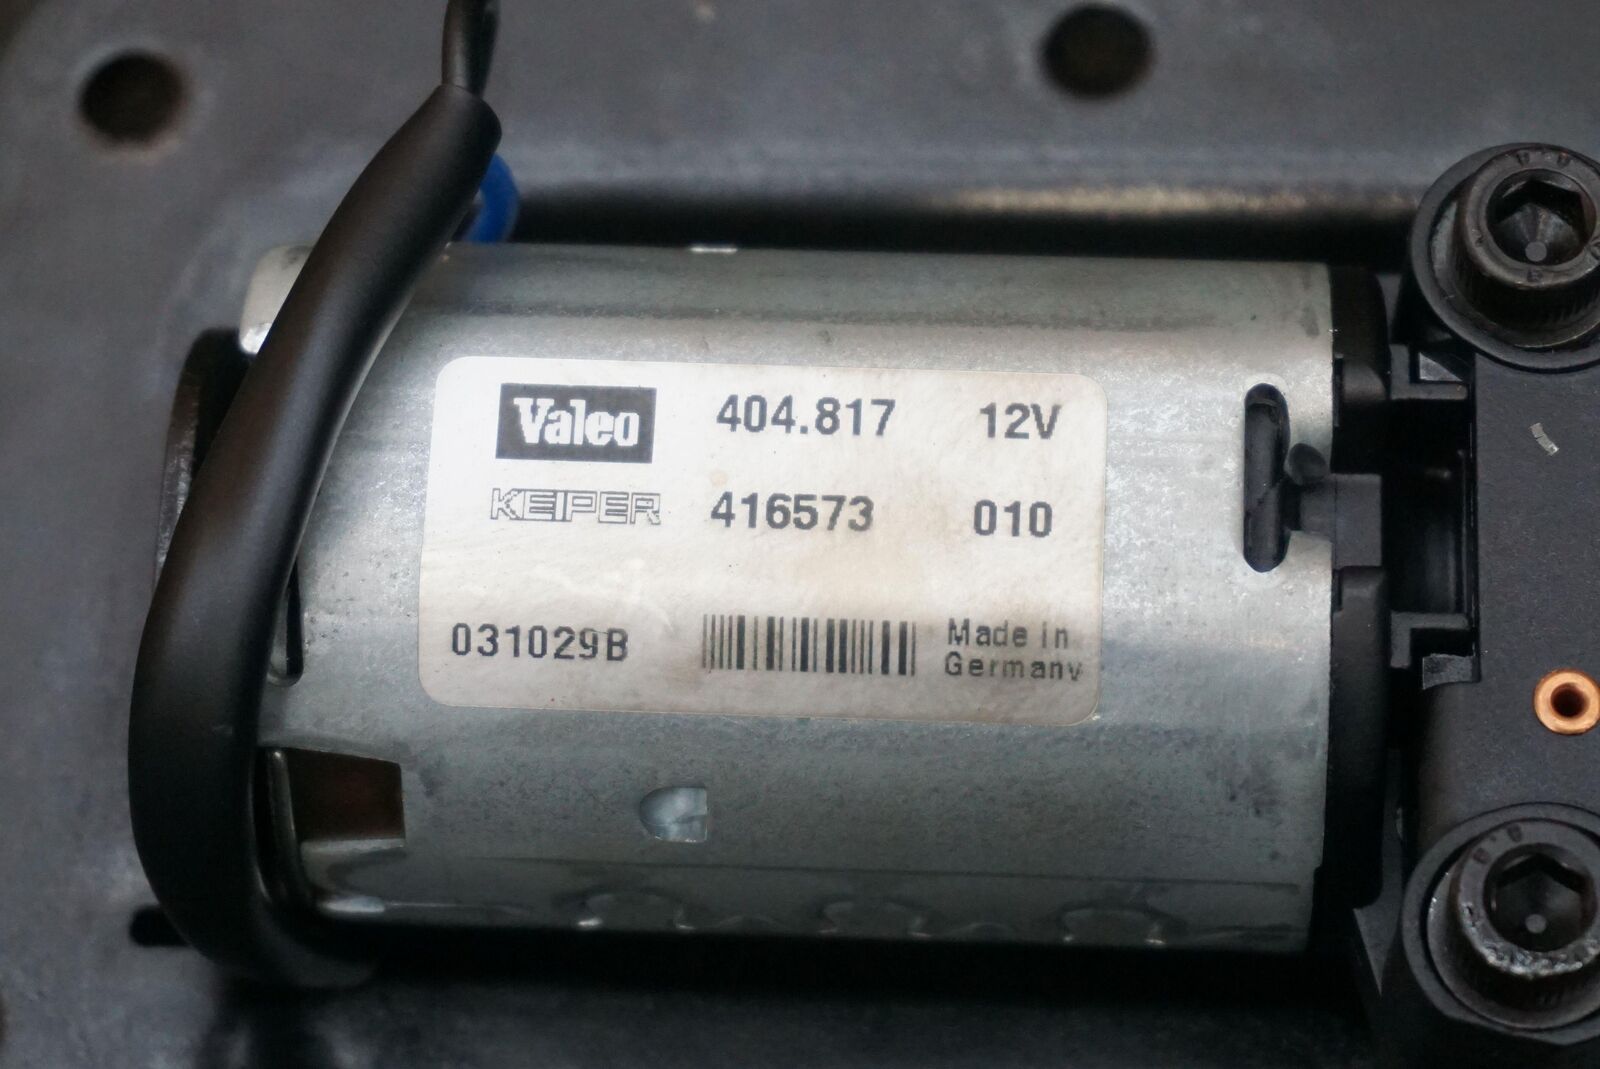 Valeo 404.817 12V
KEIPER 416573 010
031029B Made in
Germany